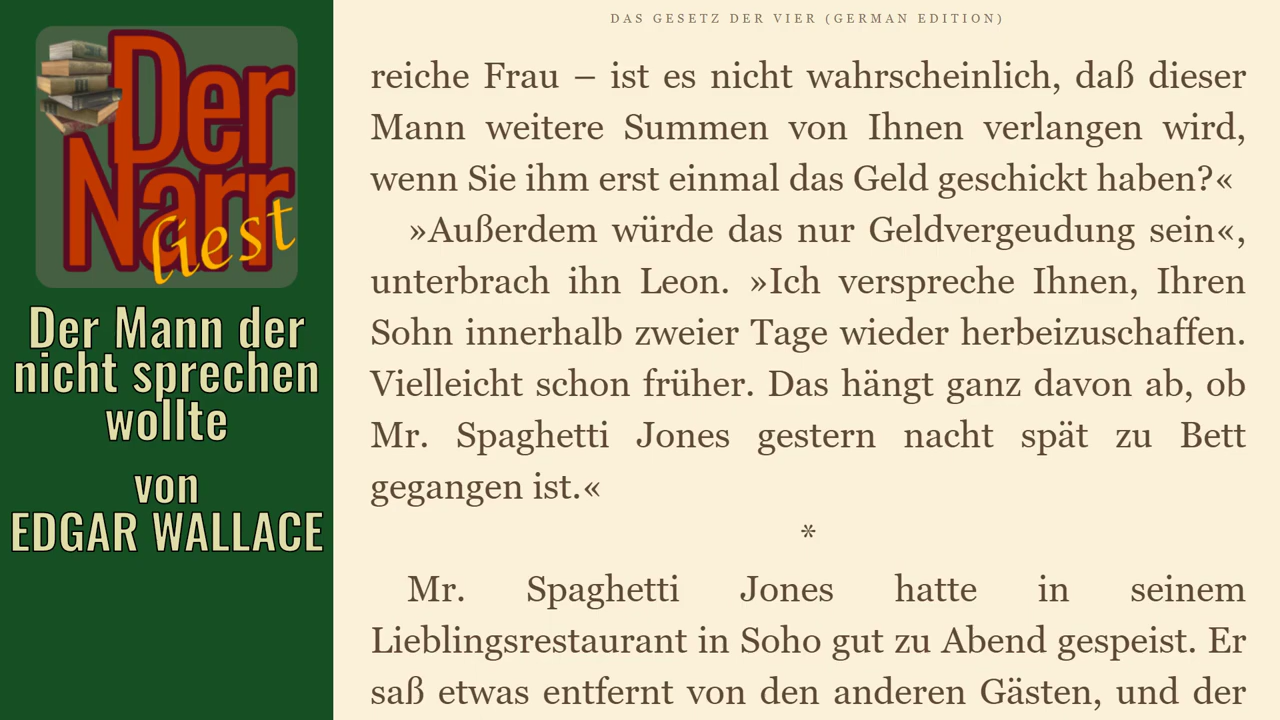 Der
Narr
liest
Der Mann der
nicht sprechen
wollte
von
EDGAR WALLACE
DAS GESETZ DER VIER (GERMAN EDITION)
reiche Frau – ist es nicht wahrscheinlich, daß dieser
Mann weitere Summen von Ihnen verlangen wird,
wenn Sie ihm erst einmal das Geld geschickt haben?«
»Außerdem würde das nur Geldvergeudung sein«,
unterbrach ihn Leon. »Ich verspreche Ihnen, Ihren
Sohn innerhalb zweier Tage wieder herbeizuschaffen.
Vielleicht schon früher. Das hängt ganz davon ab, ob
Mr. Spaghetti Jones gestern nacht spät zu Bett
gegangen ist.«
*
Mr. Spaghetti Jones hatte in seinem
Lieblingsrestaurant in Soho gut zu Abend gespeist. Er
saß etwas entfernt von den anderen Gästen, und der